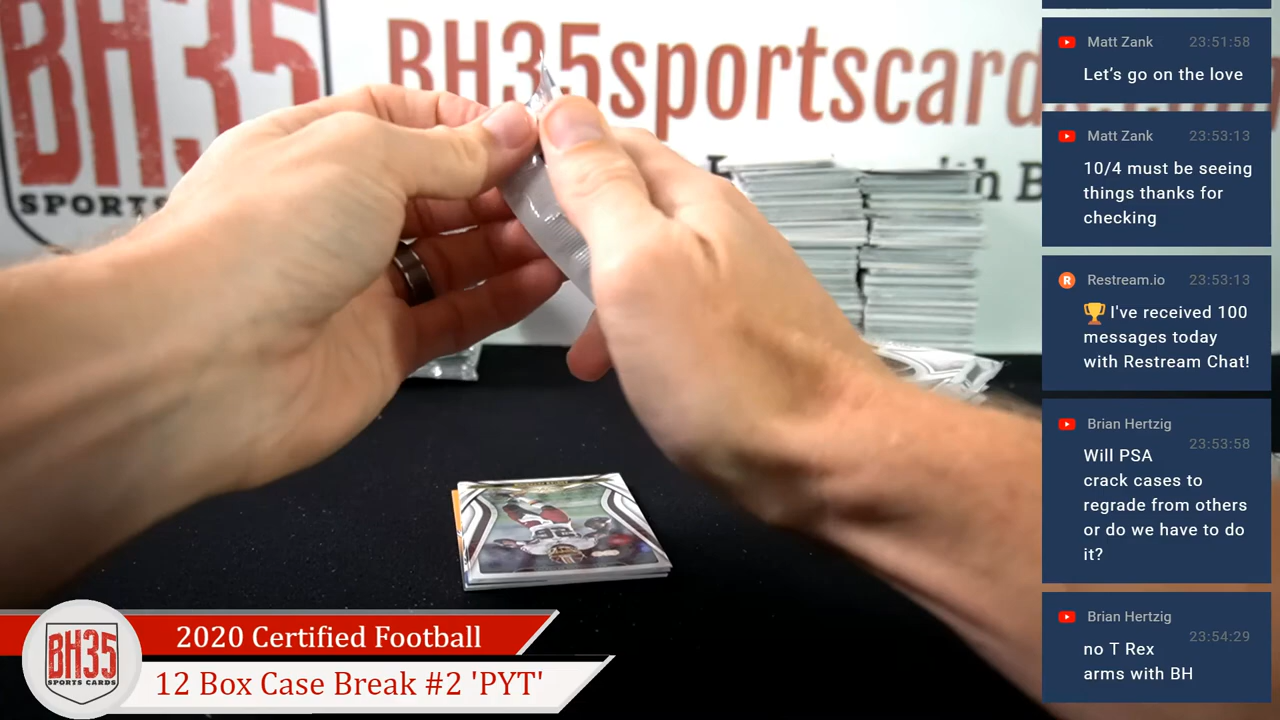 BH35
SPORTS
BH35sportscard
h B
Matt Zank 23:51:58
Let’s go on the love
Matt Zank 23:53:13
10/4 must be seeing
things thanks for
checking
R Restream.io 23:53:13
🏆 I've received 100
messages today
with Restream Chat!
Brian Hertzig
23:53:58
Will PSA
crack cases to
regrade from others
or do we have to do
it?
Brian Hertzig
23:54:29
no T Rex
arms with BH
BH35
SPORTS CARDS
2020 Certified Football
12 Box Case Break #2 'PYT'